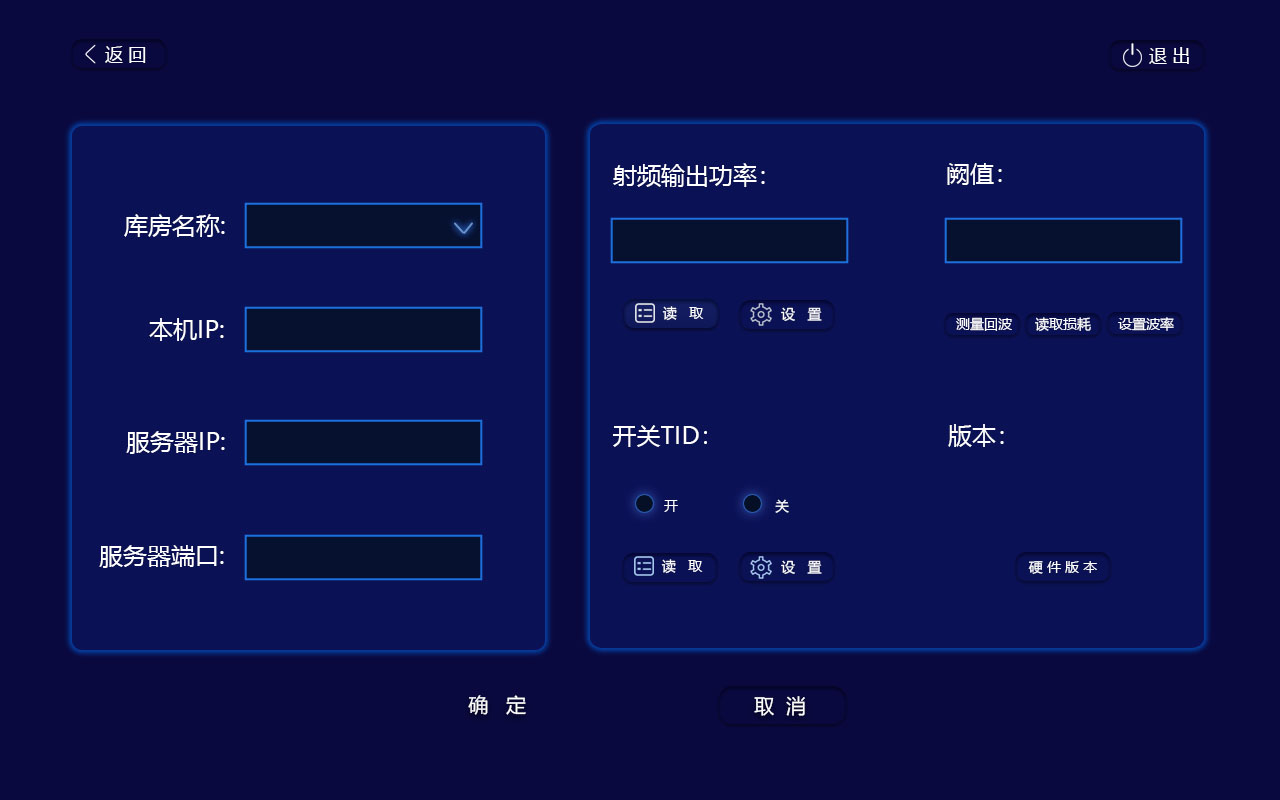 返回
退出
库房名称:
本机IP:
服务器IP:
服务器端口:
射频输出功率:
阙值:
读 取
设 置
测量回波
读取损耗
设置波率
开关TID:
版本:
开
关
读 取
设 置
硬件版本
确 定
取 消